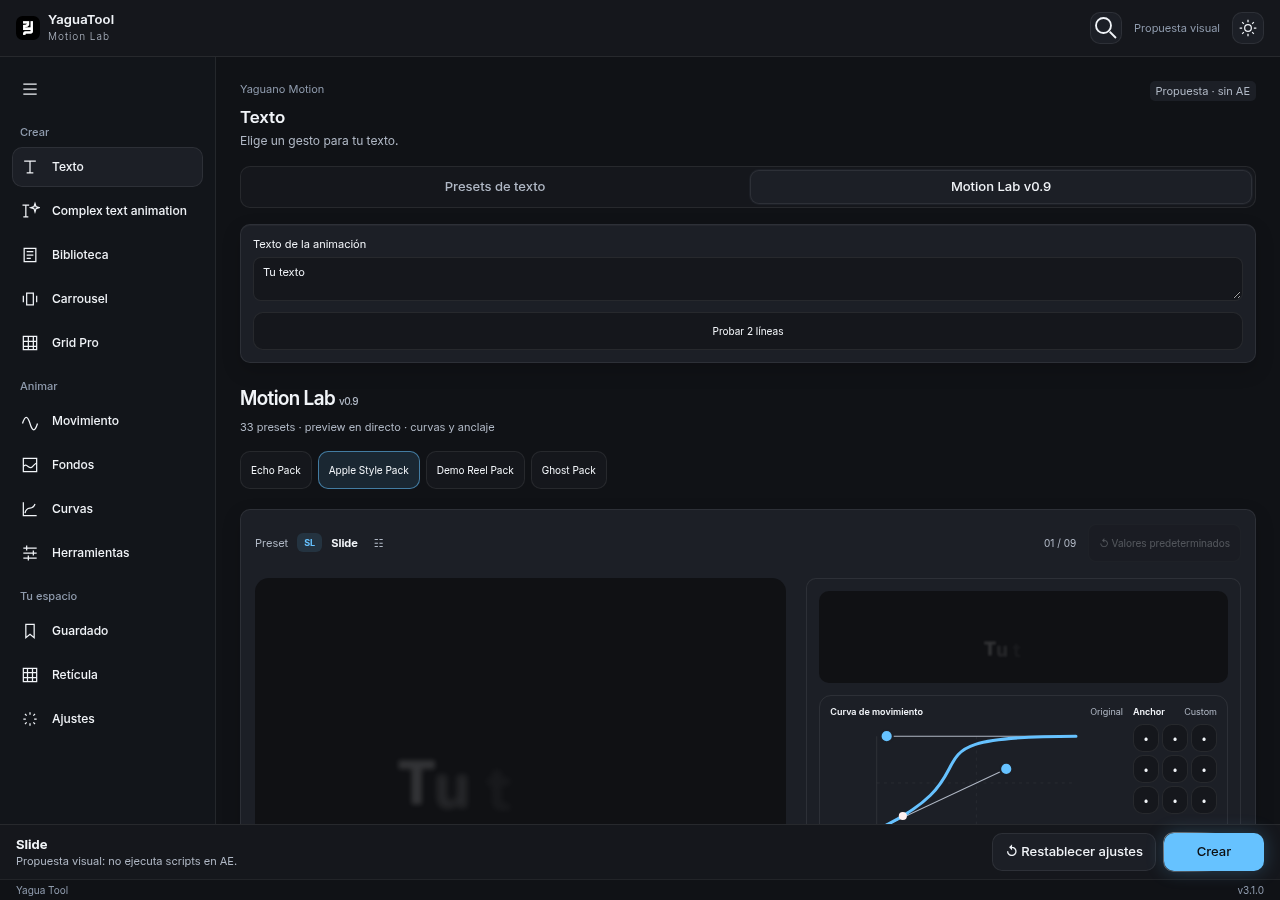 YaguaTool
Motion Lab
Propuesta visual
Crear
Texto
Complex text animation
Biblioteca
Carrousel
Grid Pro
Animar
Movimiento
Fondos
Curvas
Herramientas
Tu espacio
Guardado
Retícula
Ajustes
Yaguano Motion
Propuesta · sin AE
Texto
Elige un gesto para tu texto.
Presets de texto
Motion Lab v0.9
Texto de la animación
Tu texto
Probar 2 líneas
Motion Lab v0.9
33 presets · preview en directo · curvas y anclaje
Echo Pack
Apple Style Pack
Demo Reel Pack
Ghost Pack
Preset SL Slide
01 / 09
Valores predeterminados
Tu t
Tu t
Curva de movimiento
Original
Anchor
Custom
Slide
Propuesta visual: no ejecuta scripts en AE.
Restablecer ajustes
Crear
Yagua Tool
v3.1.0